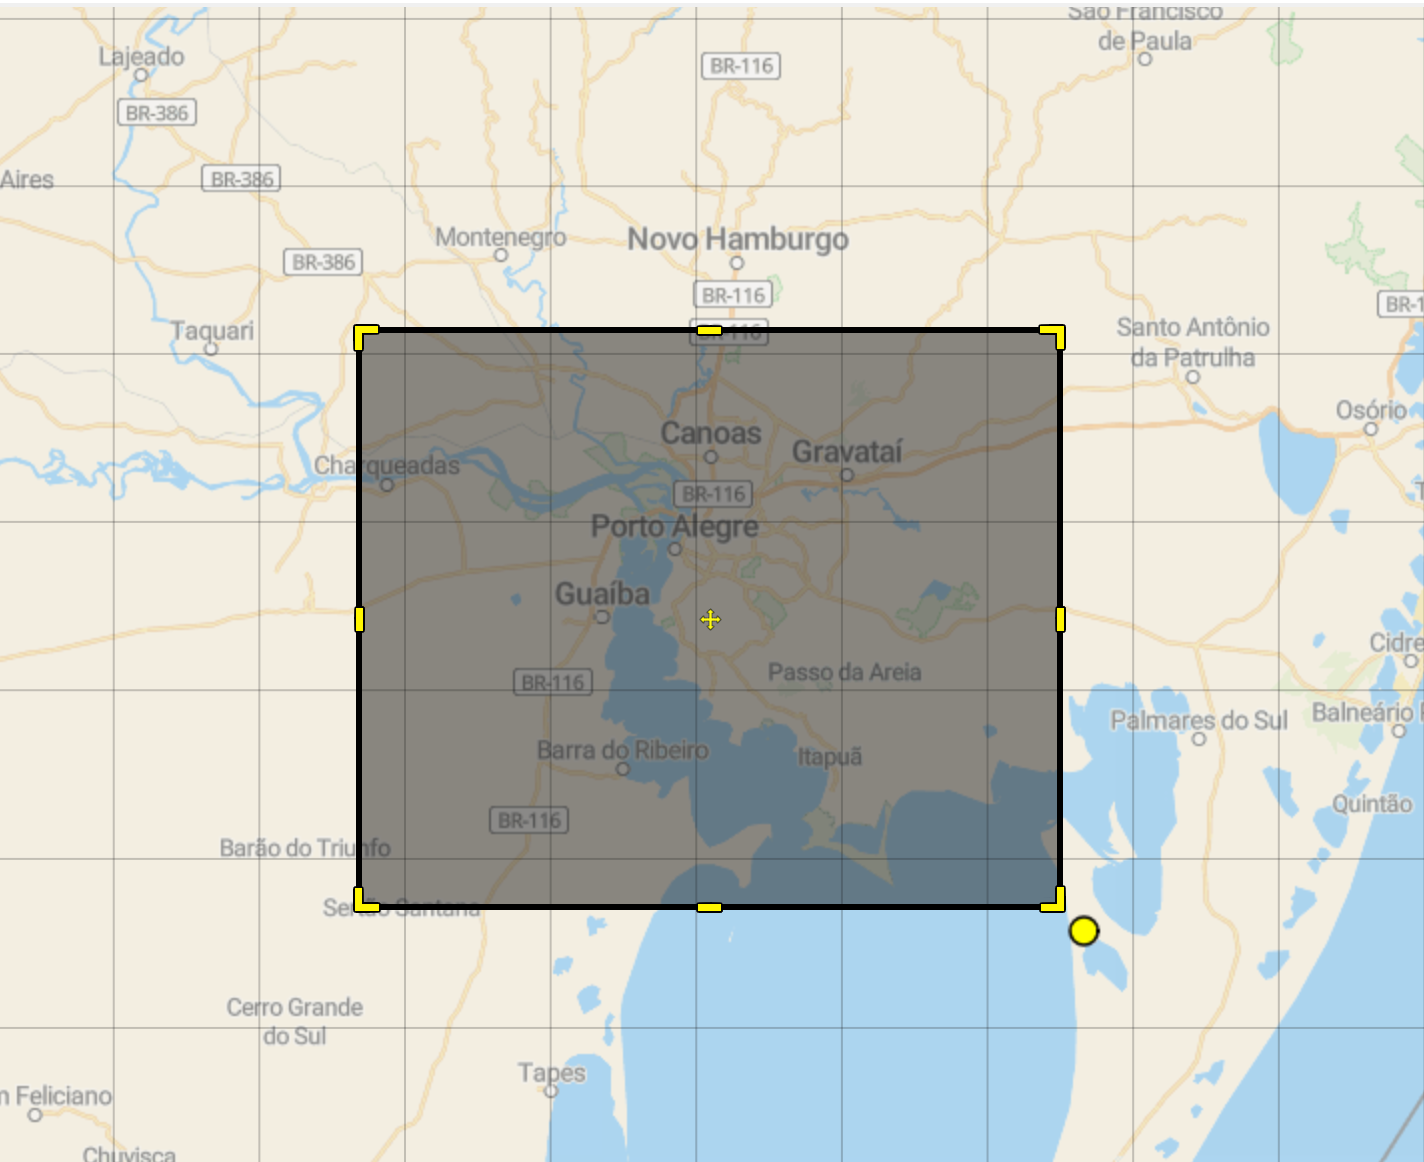 São Francisco
de Paula
Lajeado
BR-116
BR-386
BR-386
Aires
Montenegro
Novo Hamburgo
BR-386
BR-116
BR-1
Taquari
BR-116
Santo Antônio
da Patrulha
Osório
Canoas
Gravataí
Charqueadas
BR-116
T
Porto Alegre
Guaíba
Cidre
Passo da Areia
BR-116
Palmares do Sul
Balneário
Barra do Ribeiro
Itapuã
Quintão
BR-116
Barão do Triunfo
Sertão Santana
Cerro Grande
do Sul
Tapes
n Feliciano
Chuvisca